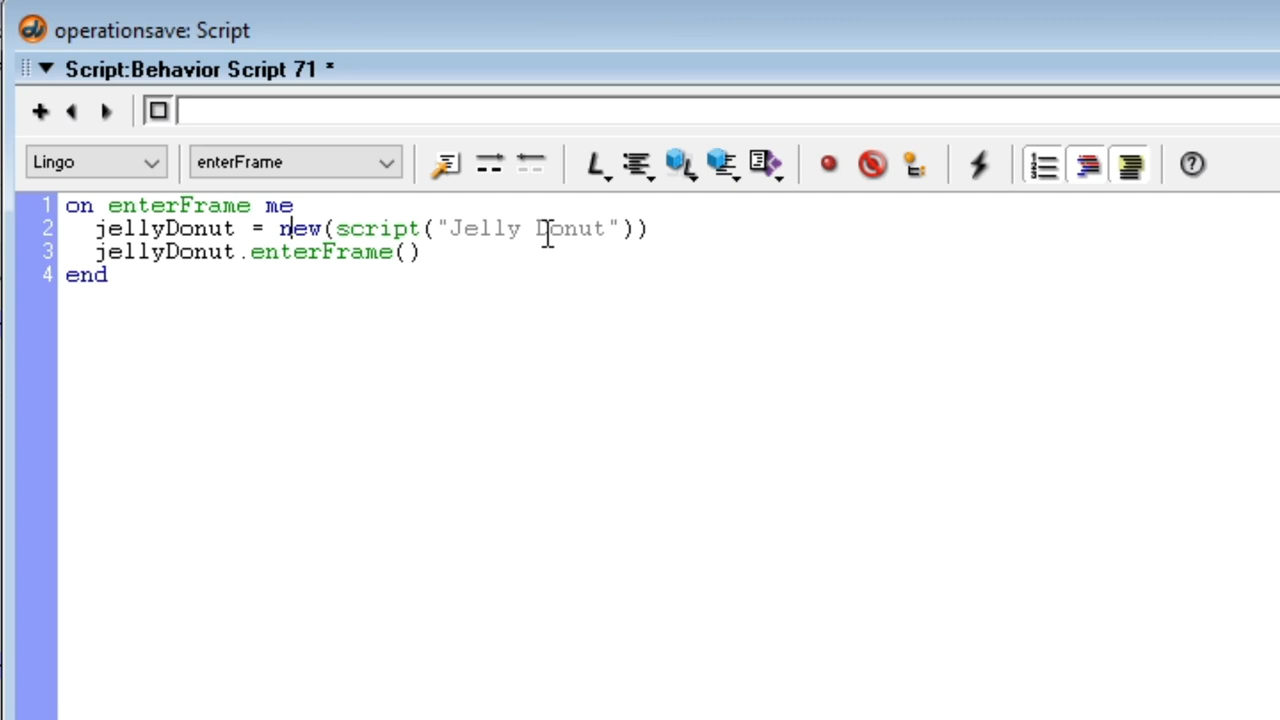 operationsave: Script
Script:Behavior Script 71 *
Lingo enterFrame
1 on enterFrame me
2 jellyDonut = new(script("Jelly Donut"))
3 jellyDonut.enterFrame()
4 end